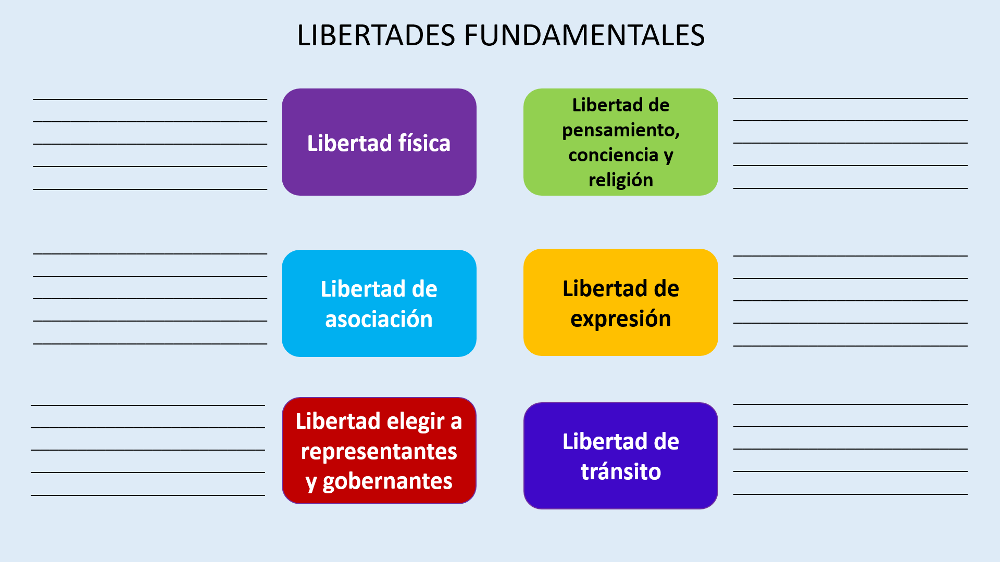 LIBERTADES FUNDAMENTALES
Libertad física
Libertad de
pensamiento,
conciencia y
religión
Libertad de
asociación
Libertad de
expresión
Libertad elegir a
representantes
y gobernantes
Libertad de
tránsito